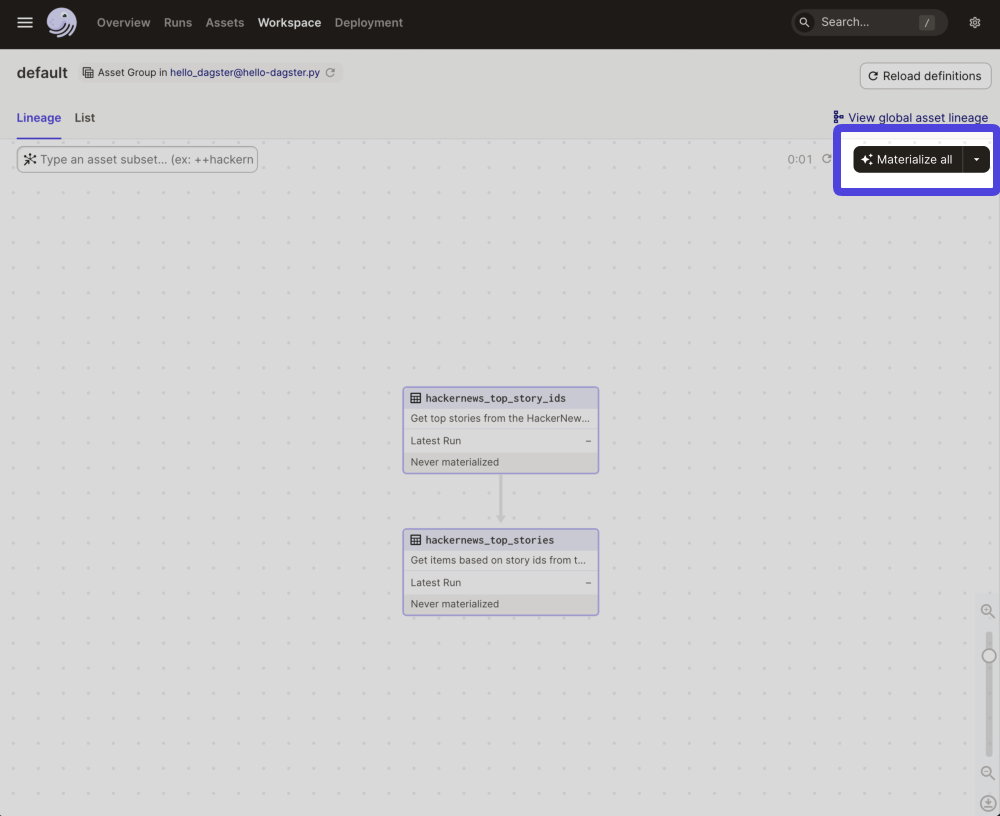 Overview Runs Assets Workspace Deployment Search... /
default Asset Group in hello_dagster@hello-dagster.py Reload definitions
Lineage List View global asset lineage
Type an asset subset... (ex: ++hackern 0:01 Materialize all
hackernews_top_story_ids
Get top stories from the HackerNew...
Latest Run –
Never materialized
hackernews_top_stories
Get items based on story ids from t...
Latest Run –
Never materialized